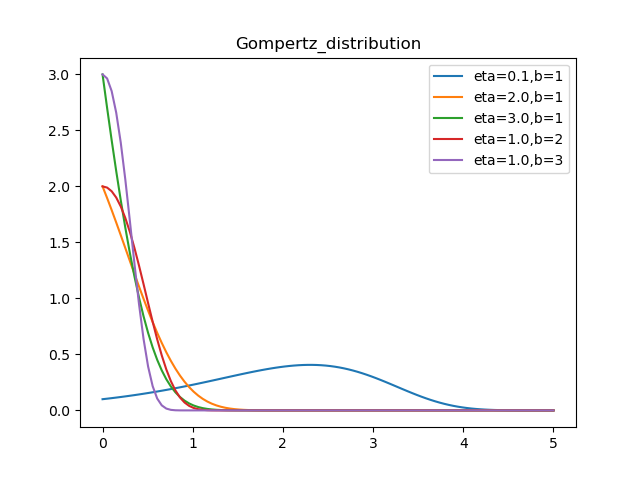 Gompertz_distribution
eta=0.1,b=1
eta=2.0,b=1
eta=3.0,b=1
eta=1.0,b=2
eta=1.0,b=3
3.0
2.5
2.0
1.5
1.0
0.5
0.0
0 1 2 3 4 5